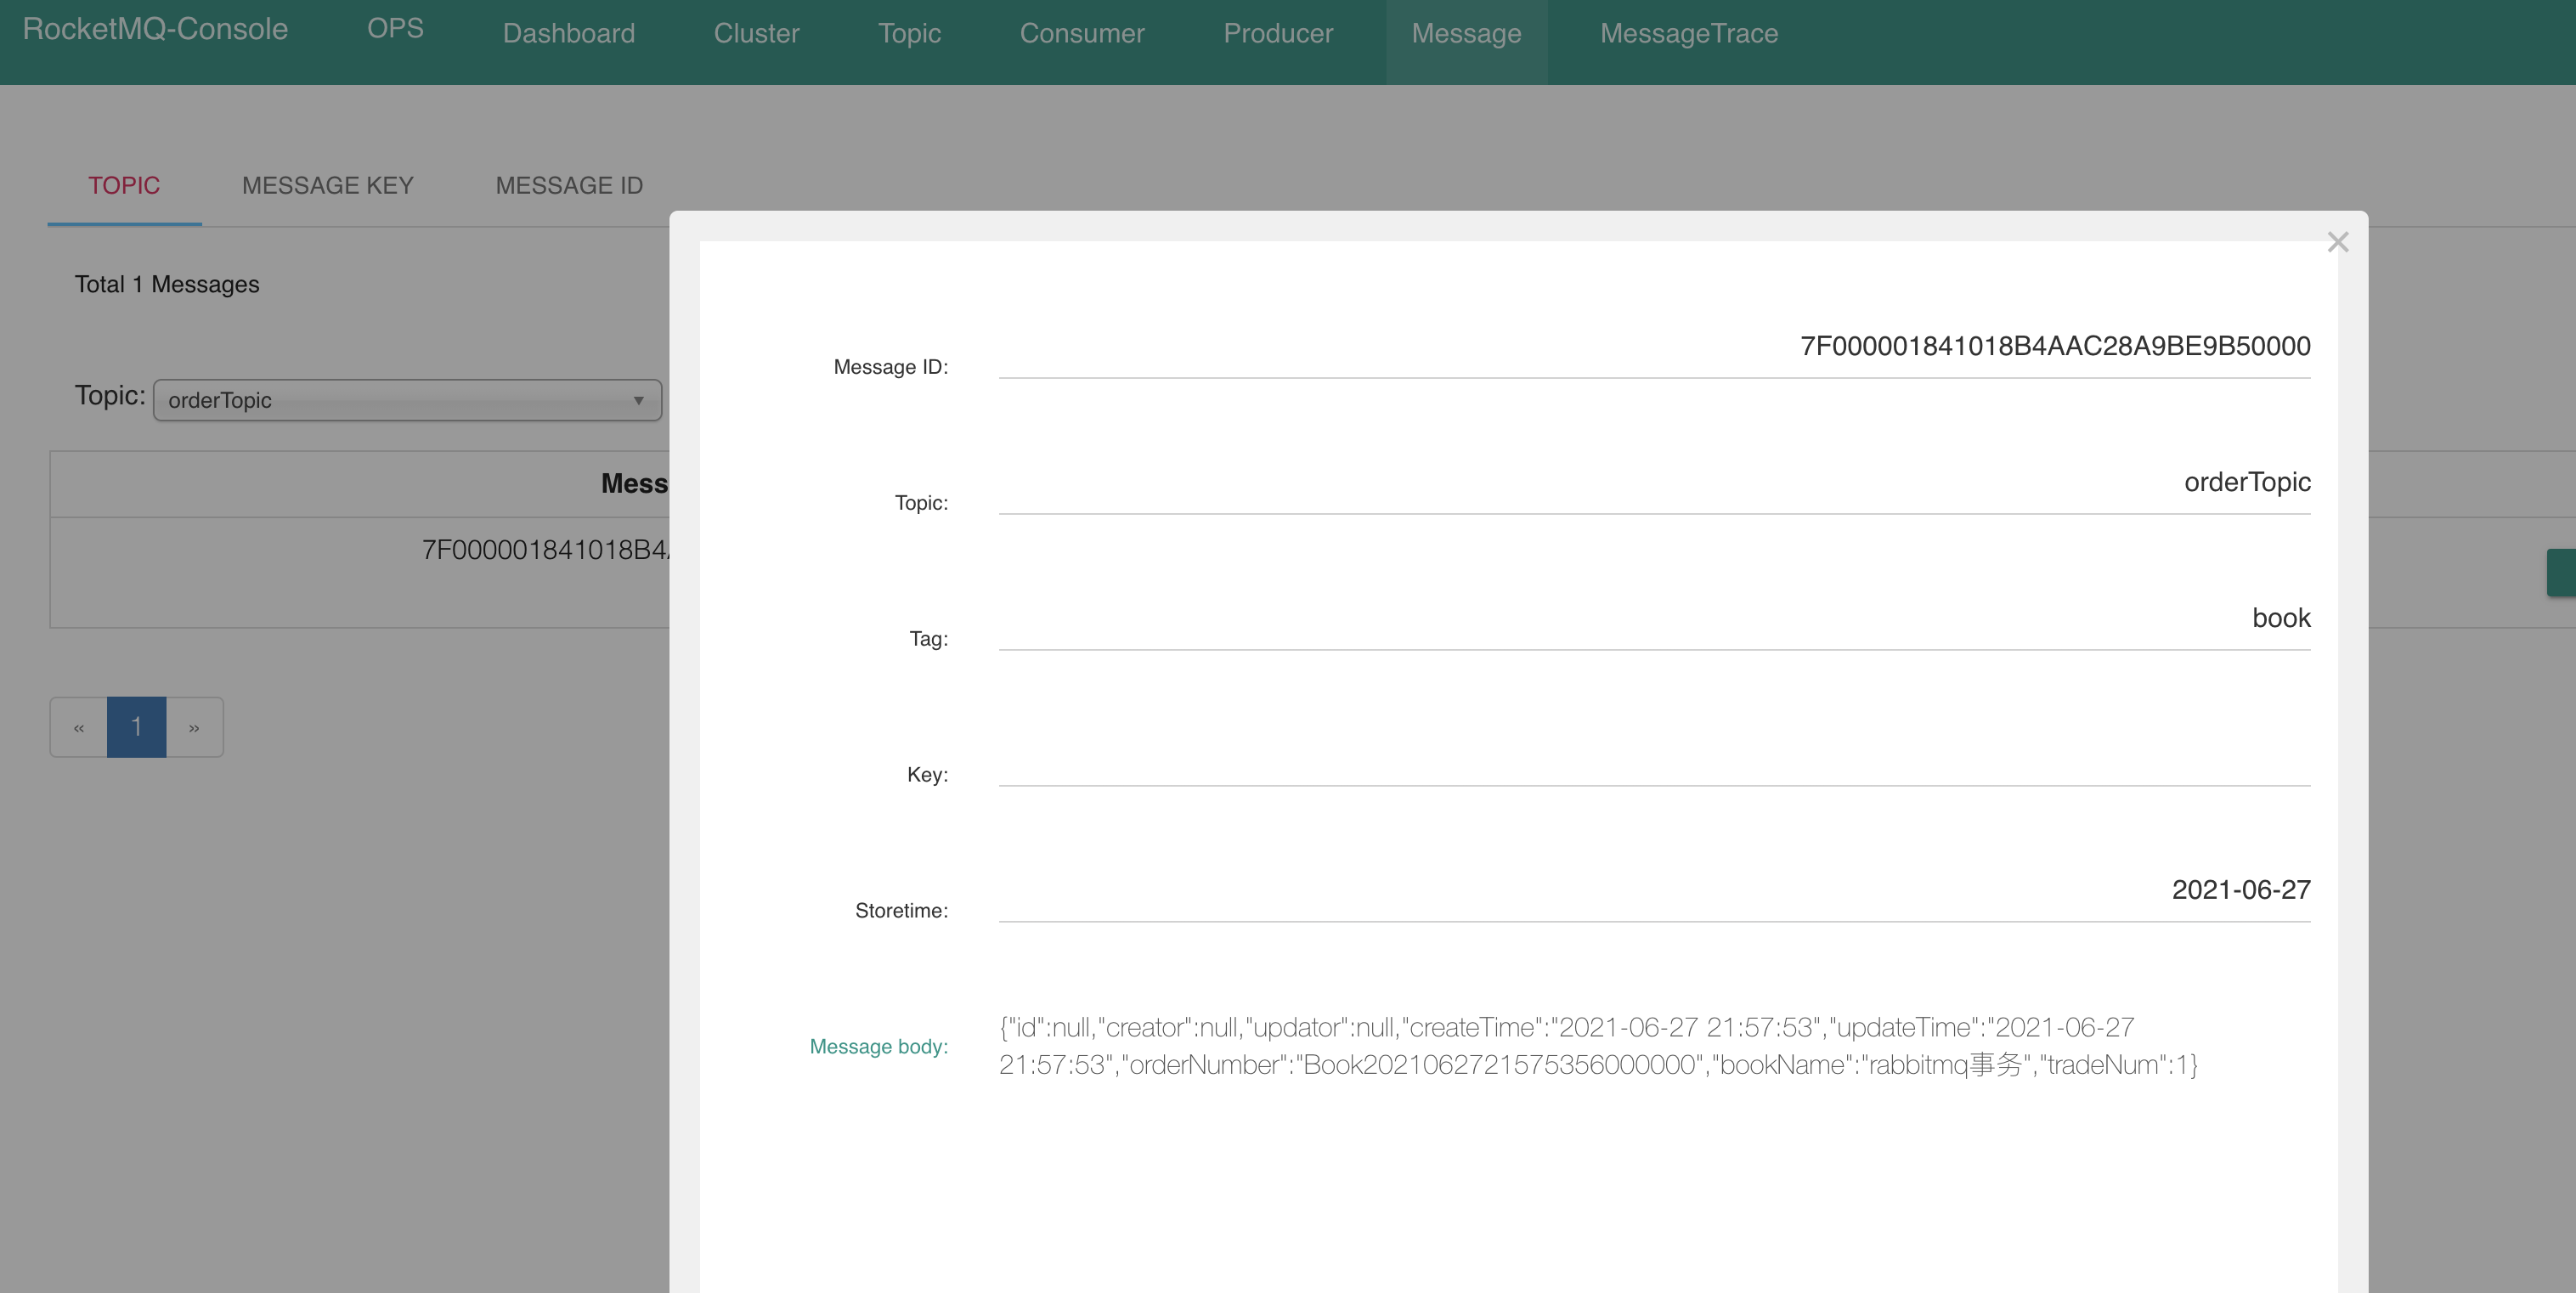 RocketMQ-Console OPS Dashboard Cluster Topic Consumer Producer Message MessageTrace
TOPIC MESSAGE KEY MESSAGE ID
Total 1 Messages
Topic: orderTopic
Mess
7F000001841018B4A
« 1 »
×
Message ID: 7F000001841018B4AAC28A9BE9B50000
Topic: orderTopic
Tag: book
Key:
Storetime: 2021-06-27
Message body: {"id":null,"creator":null,"updator":null,"createTime":"2021-06-27 21:57:53","updateTime":"2021-06-27
21:57:53","orderNumber":"Book2021062721575356000000","bookName":"rabbitmq事务","tradeNum":1}